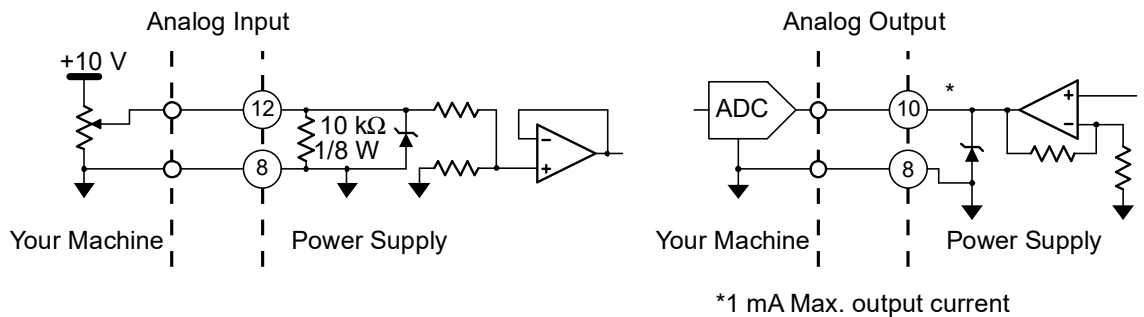 Analog Input
+10 V
12
10 kΩ
1/8 W
8
Your Machine
Power Supply
Analog Output
ADC
10
*
8
Your Machine
Power Supply
*1 mA Max. output current
+
-
-
+